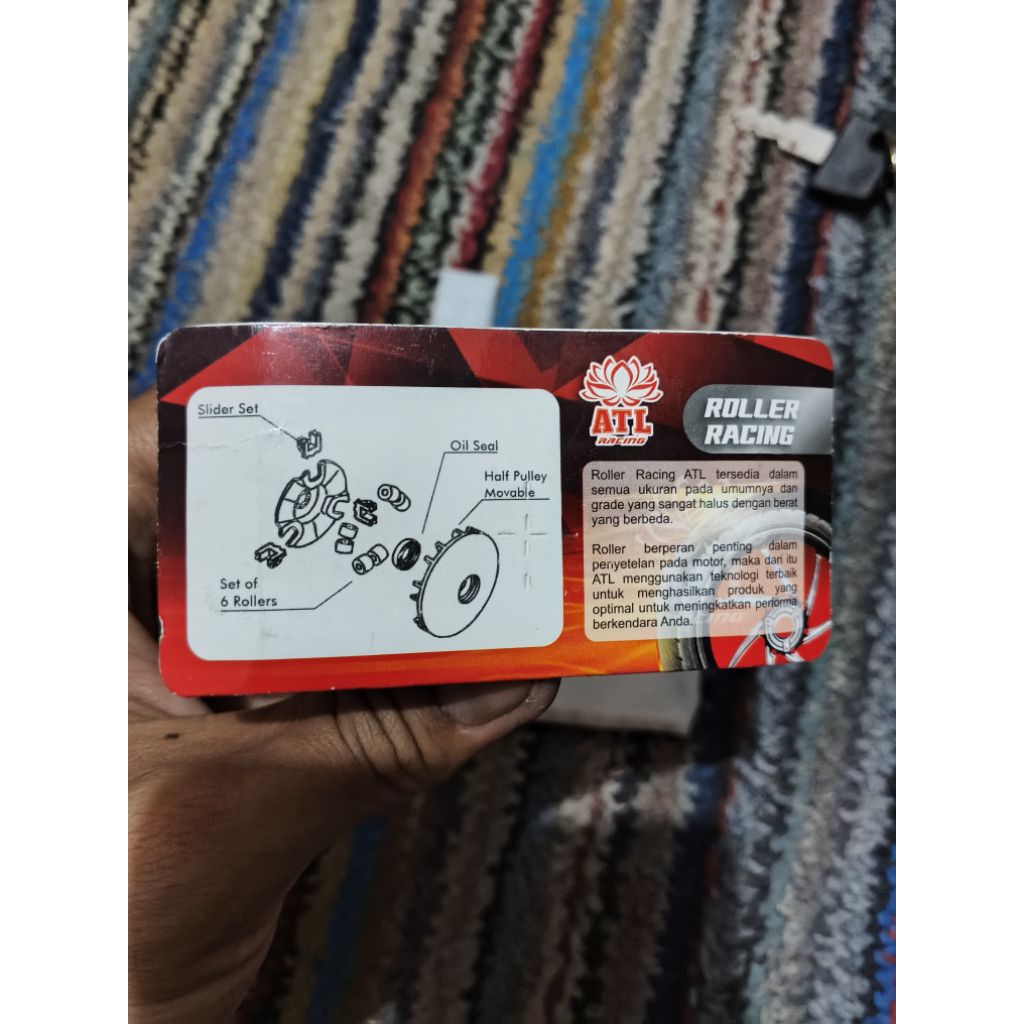 Slider Set
Oil Seal
Half Pulley
Movable
Set of
6 Rollers
ATL
RACING
ROLLER
RACING
Roller Racing ATL tersedia dalam
semua ukuran pada umumnya dan
grade yang sangat halus dengan berat
yang berbeda.
Roller berperan penting dalam
penyetelan pada motor, maka dari itu
ATL menggunakan teknologi terbaik
untuk menghasilkan produk yang
optimal untuk meningkatkan performa
berkendara Anda.